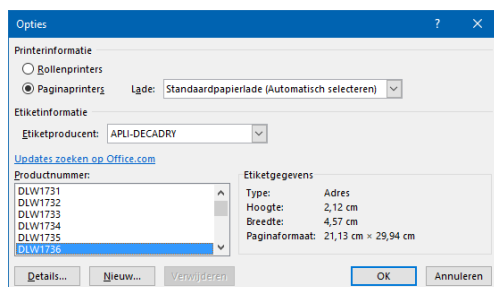 Opties ? ×
Printerinformatie
Rollenprinters
Paginaprinters Lade: Standaardpapierlade (Automatisch selecteren)
Etiketinformatie
Etiketproducent: APLI-DECADRY
Updates zoeken op Office.com
Productnummer:
DLW1731
DLW1732
DLW1733
DLW1734
DLW1735
DLW1736
Etiketgegevens
Type: Adres
Hoogte: 2,12 cm
Breedte: 4,57 cm
Paginaformaat: 21,13 cm × 29,94 cm
Details... Nieuw... Verwijderen OK Annuleren